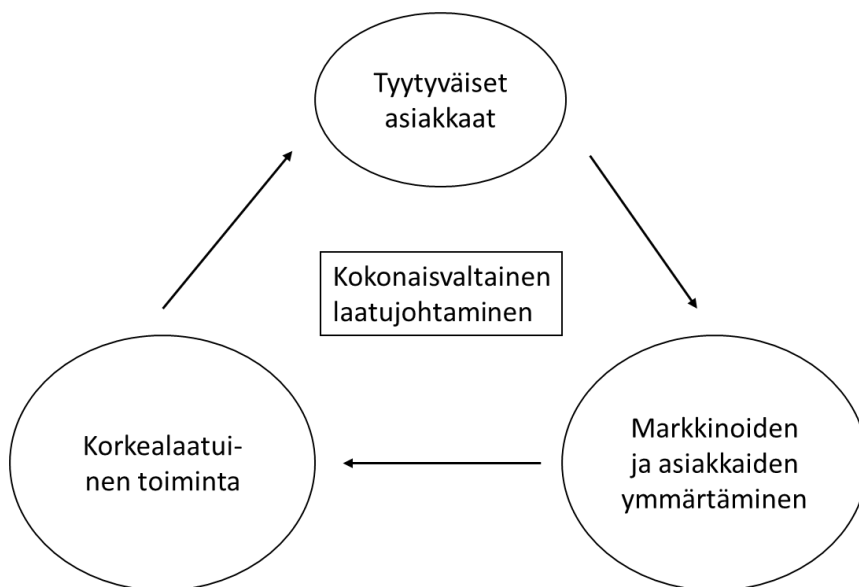 Tyytyväiset
asiakkaat
Kokonaisvaltainen
laatujohtaminen
Korkealaatui-
nen toiminta
Markkinoiden
ja asiakkaiden
ymmärtäminen